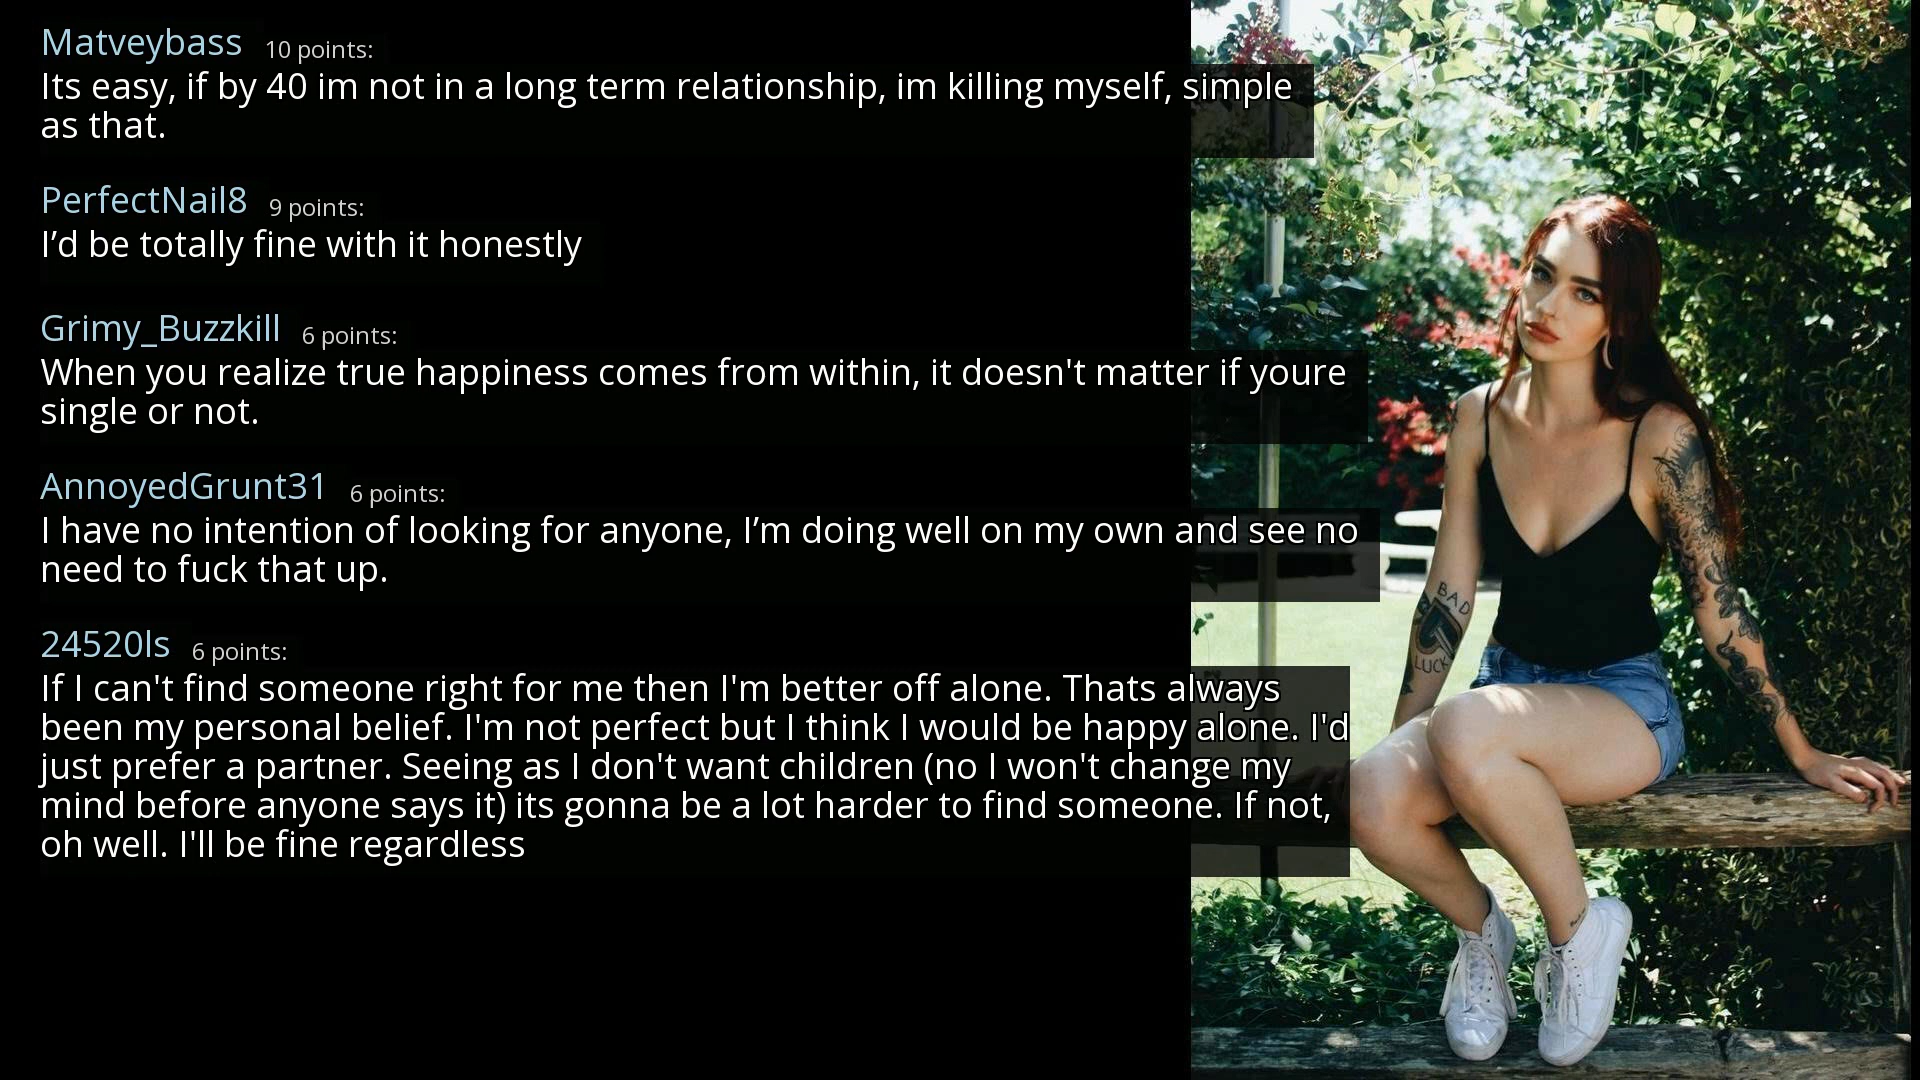 Matveybass 10 points:
Its easy, if by 40 im not in a long term relationship, im killing myself, simple
as that.
PerfectNail8 9 points:
I’d be totally fine with it honestly
Grimy_Buzzkill 6 points:
When you realize true happiness comes from within, it doesn't matter if youre
single or not.
AnnoyedGrunt31 6 points:
I have no intention of looking for anyone, I’m doing well on my own and see no
need to fuck that up.
24520ls 6 points:
If I can't find someone right for me then I'm better off alone. Thats always
been my personal belief. I'm not perfect but I think I would be happy alone. I'd
just prefer a partner. Seeing as I don't want children (no I won't change my
mind before anyone says it) its gonna be a lot harder to find someone. If not,
oh well. I'll be fine regardless
BAD
LUCK